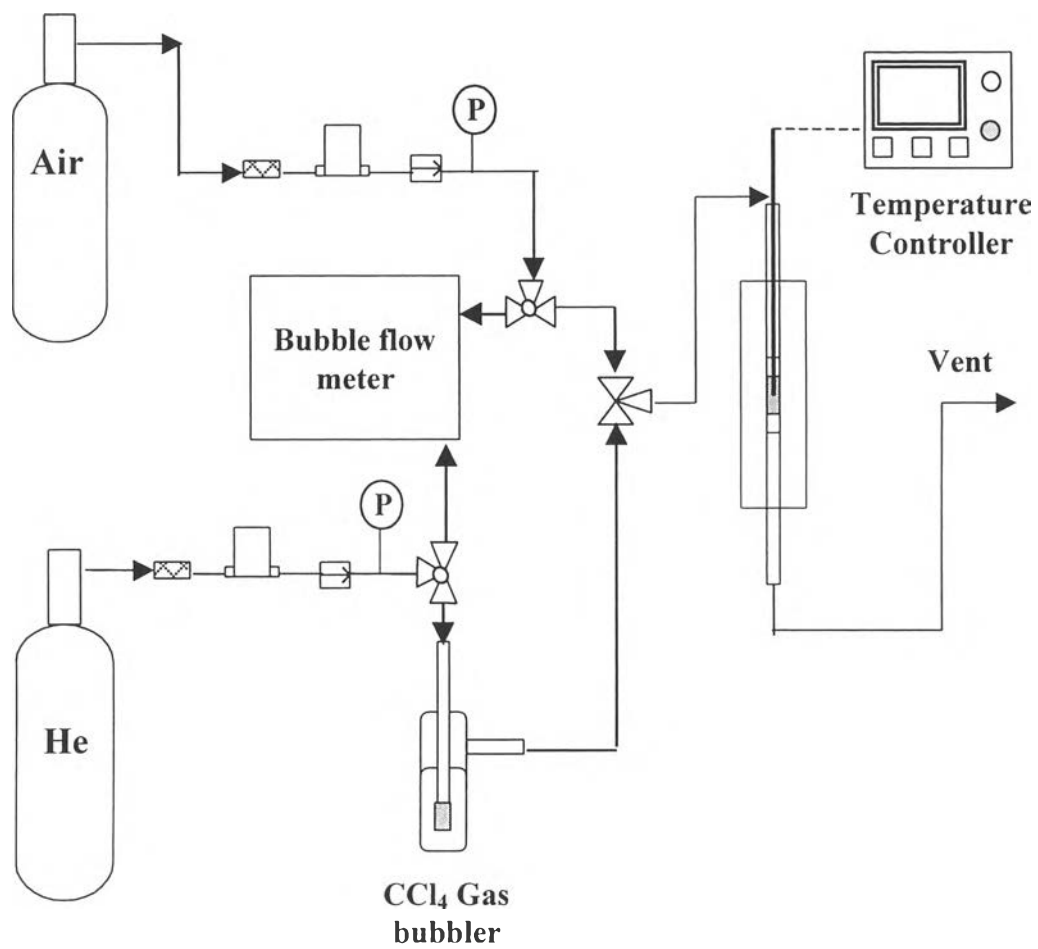 P
Air
Temperature
Controller
Bubble flow
meter
Vent
P
He
CCl₄ Gas
bubbler